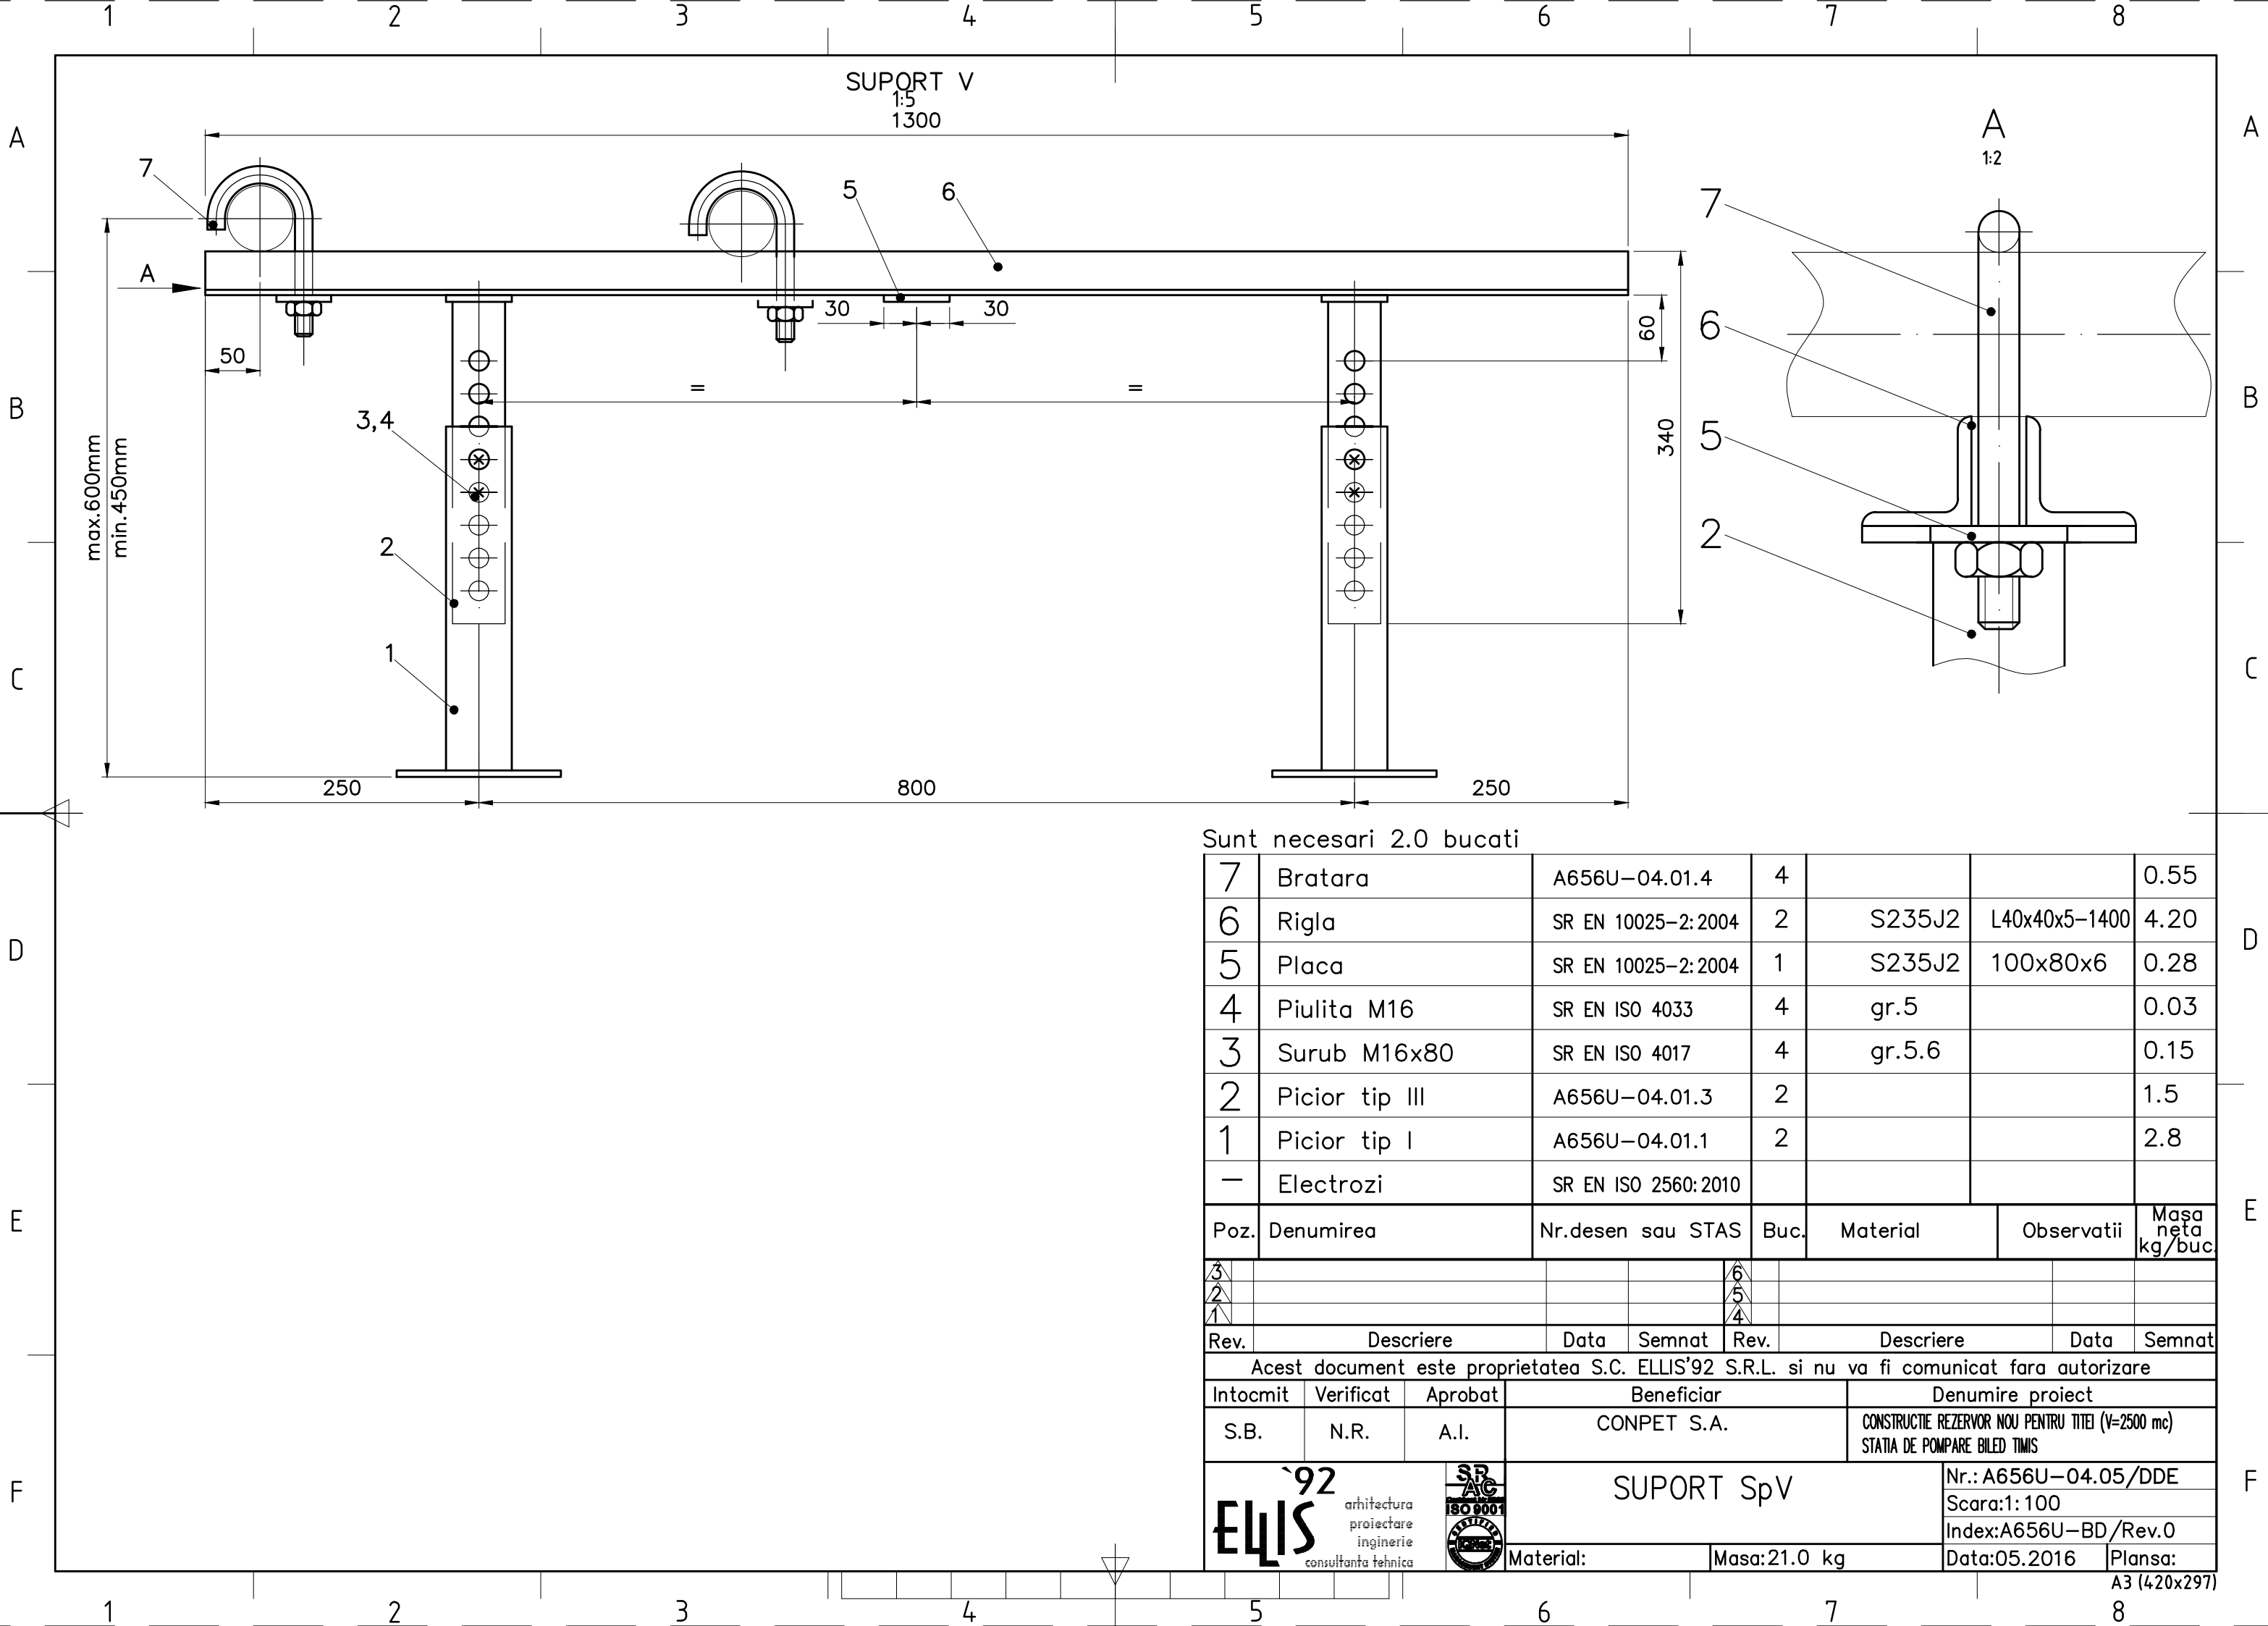 1 2 3 4 5 6 7 8
SUPORT V
1:5
1300
A
1:2
A A
7
5
6
7
A
30 30
60
6
50
= =
B B
3,4
340
5
max.600mm
min.450mm
2
2
1
C C
250 800 250
Sunt necesari 2.0 bucati
7 Bratara A656U-04.01.4 4 0.55
6 Rigla SR EN 10025-2:2004 2 S235J2 L40x40x5-1400 4.20
5 Placa SR EN 10025-2:2004 1 S235J2 100x80x6 0.28
4 Piulita M16 SR EN ISO 4033 4 gr.5 0.03
3 Surub M16x80 SR EN ISO 4017 4 gr.5.6 0.15
2 Picior tip III A656U-04.01.3 2 1.5
1 Picior tip I A656U-04.01.1 2 2.8
- Electrozi SR EN ISO 2560:2010
Poz. Denumirea Nr.desen sau STAS Buc. Material Observatii Masa neta kg/buc.
D D
E E
3 6
2 5
1 4
Rev. Descriere Data Semnat Rev. Descriere Data Semnat
Acest document este proprietatea S.C. ELLIS'92 S.R.L. si nu va fi comunicat fara autorizare
Intocmit Verificat Aprobat Beneficiar Denumire proiect
S.B. N.R. A.I. CONPET S.A. CONSTRUCTIE REZERVOR NOU PENTRU TITEI (V=2500 mc)
STATIA DE POMPARE BILED TIMIS
F F
`92
ELLIS
arhitectura
proiectare
inginerie
consultanta tehnica
SRAC
ISO 9001
CERTIFIED
IQNet
SUPORT SpV
Nr.: A656U-04.05/DDE
Scara:1:100
Index:A656U-BD/Rev.0
Material: Masa:21.0 kg Data:05.2016 Plansa:
A3 (420x297)
1 2 3 4 5 6 7 8